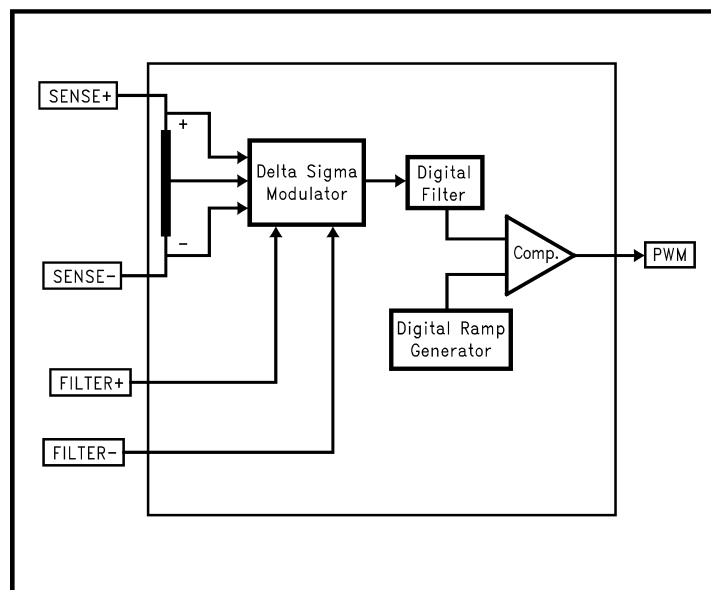 SENSE+
+
Delta Sigma
Modulator
Digital
Filter
-
Comp.
PWM
SENSE-
Digital Ramp
Generator
FILTER+
FILTER-